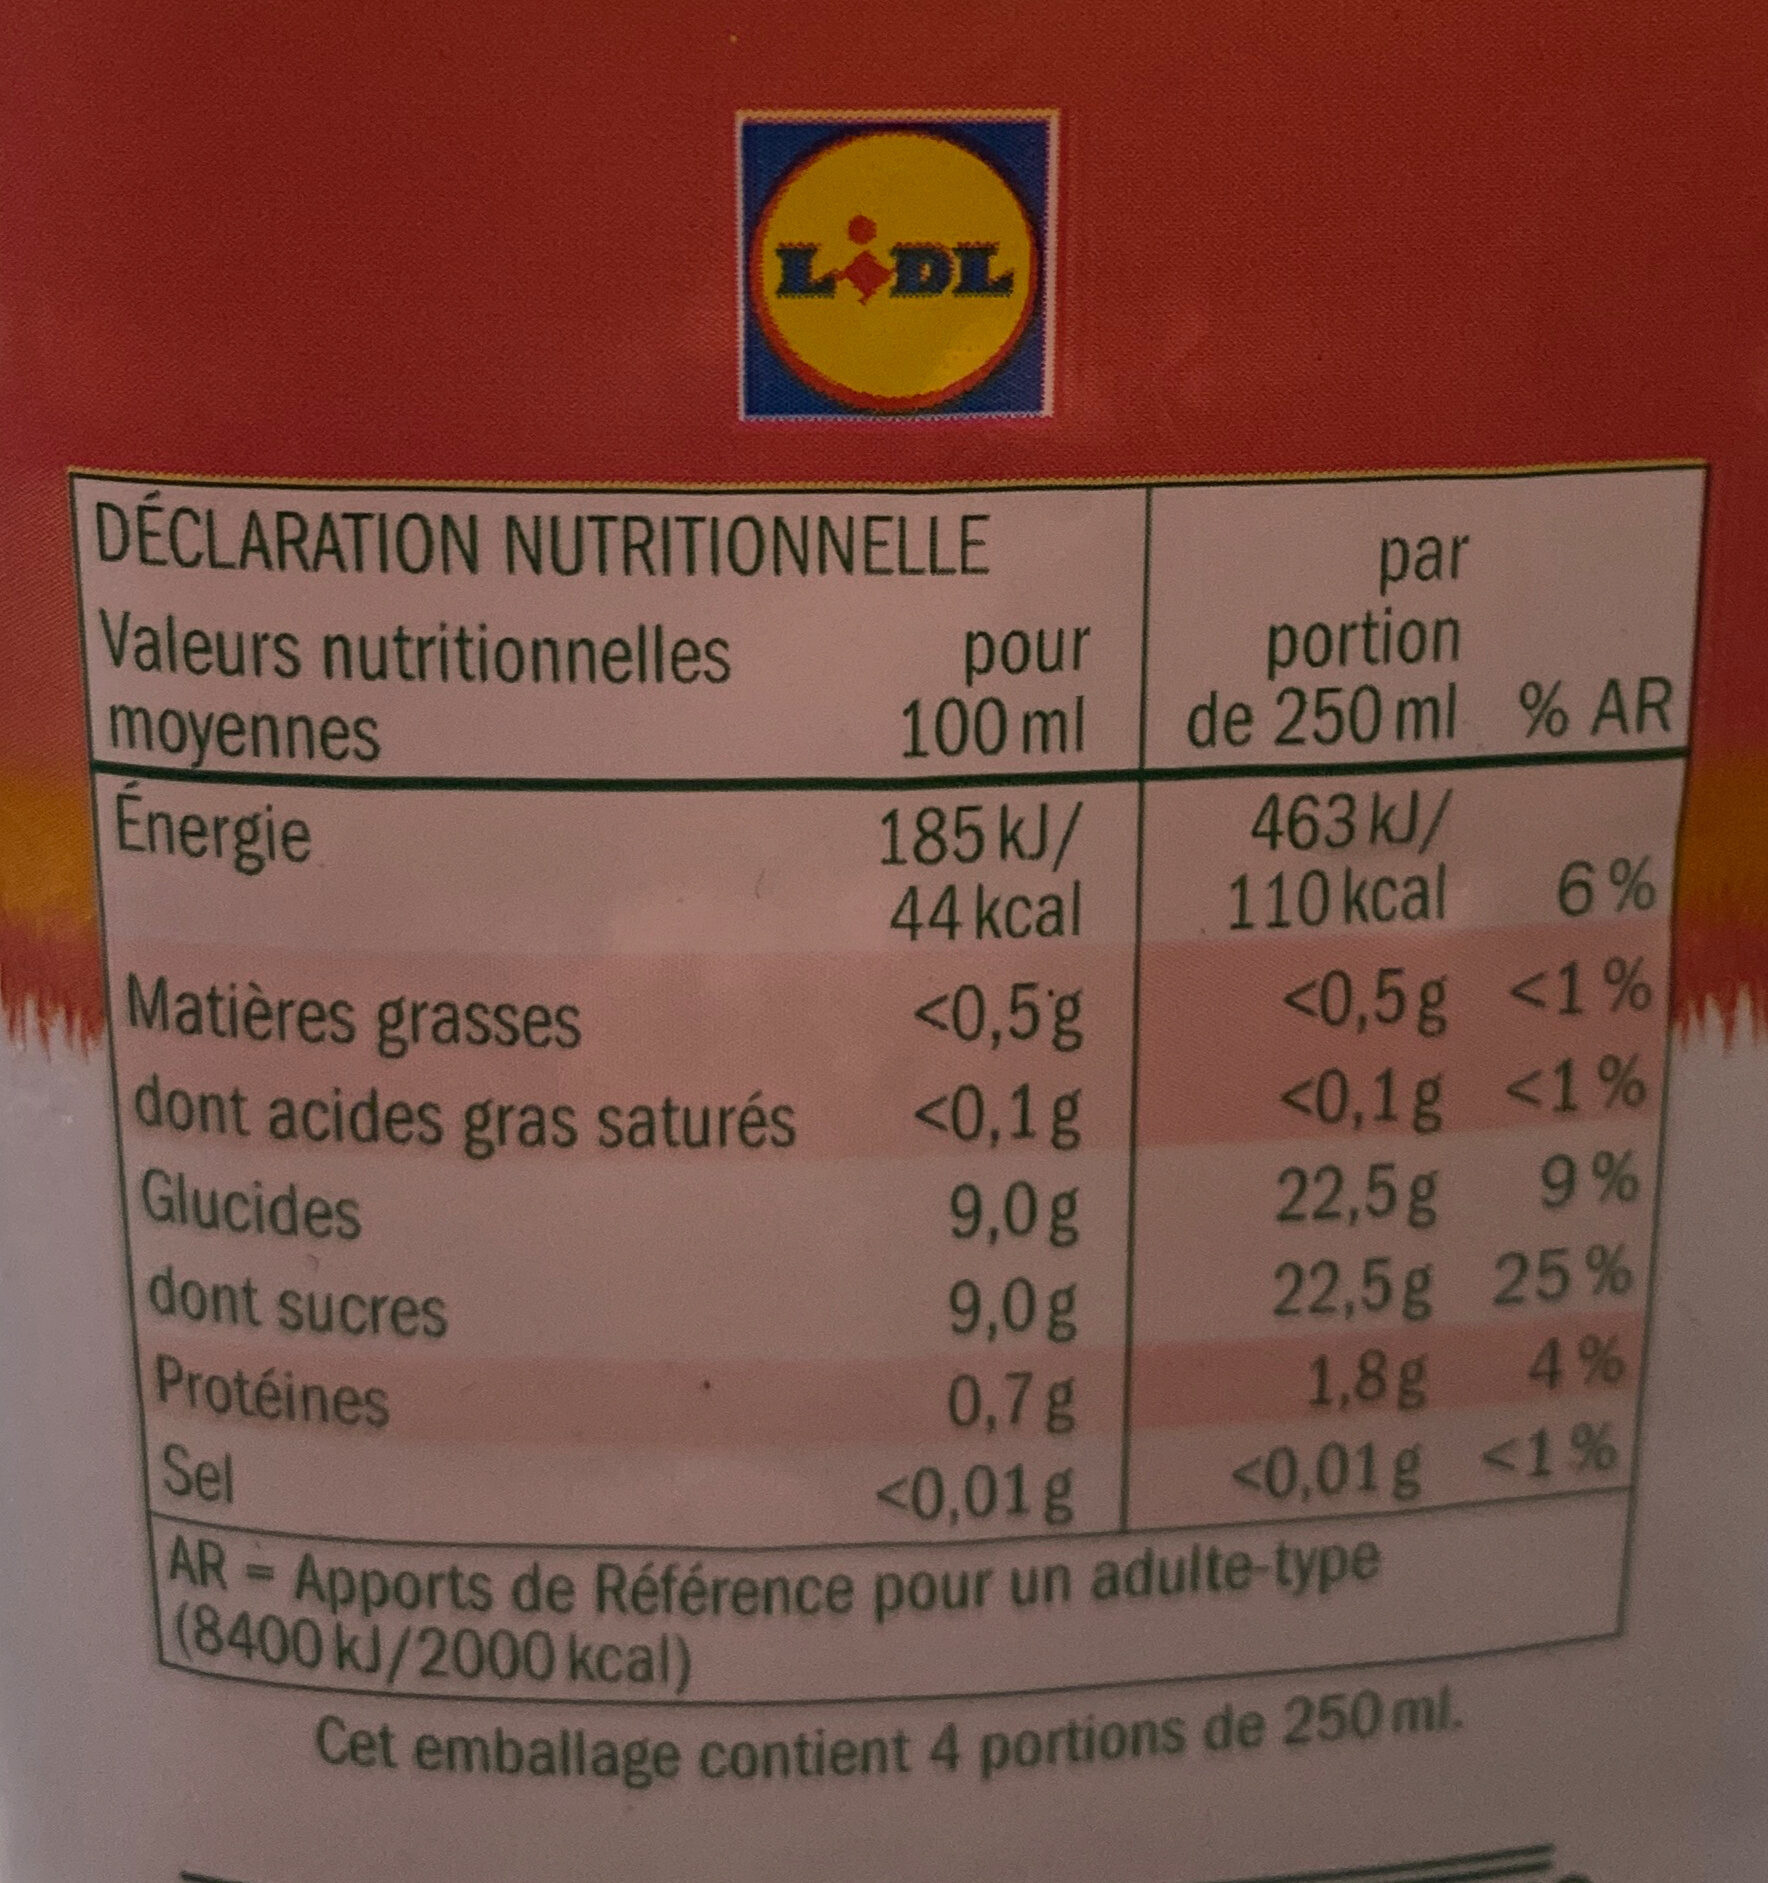 LiDL
DÉCLARATION NUTRITIONNELLE
Valeurs nutritionnelles moyennes pour 100 ml par portion de 250 ml % AR
Énergie 185 kJ/ 463 kJ/
44 kcal 110 kcal 6 %
Matières grasses <0,5 g <0,5 g <1 %
dont acides gras saturés <0,1 g <0,1 g <1 %
Glucides 9,0 g 22,5 g 9 %
dont sucres 9,0 g 22,5 g 25 %
Protéines 0,7 g 1,8 g 4 %
Sel <0,01 g <0,01 g <1 %
AR = Apports de Référence pour un adulte-type
(8400 kJ/2000 kcal)
Cet emballage contient 4 portions de 250 ml.